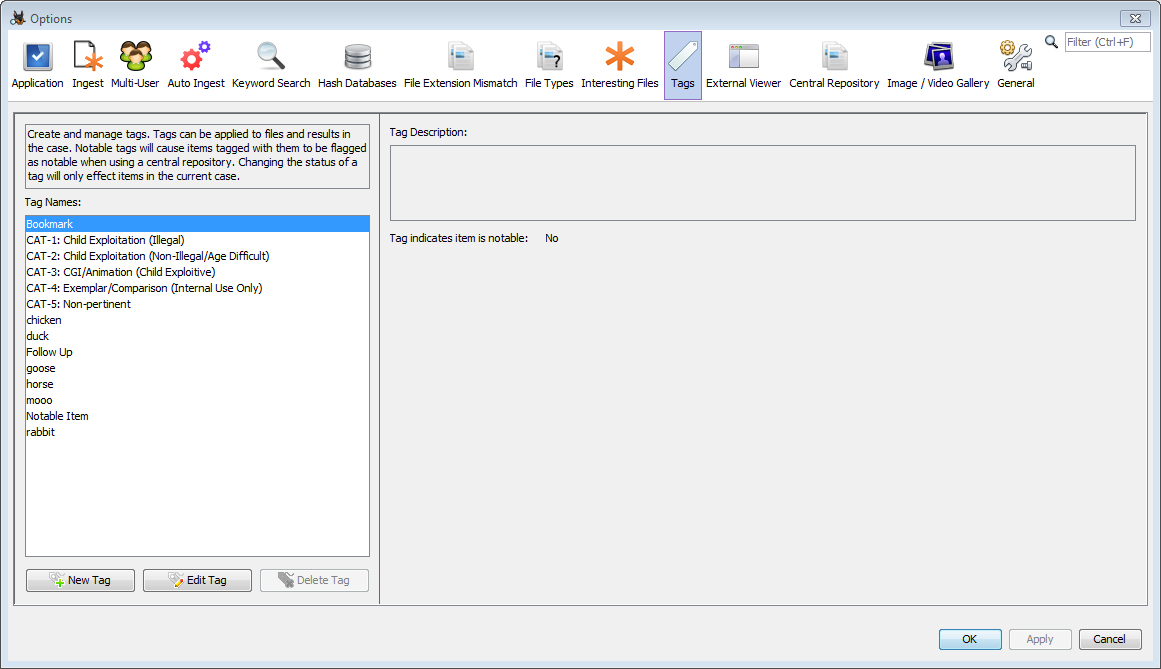 Options
Filter (Ctrl+F)
Application Ingest Multi-User Auto Ingest Keyword Search Hash Databases File Extension Mismatch File Types Interesting Files Tags External Viewer Central Repository Image / Video Gallery General
Create and manage tags. Tags can be applied to files and results in
the case. Notable tags will cause items tagged with them to be flagged
as notable when using a central repository. Changing the status of a
tag will only effect items in the current case.
Tag Names:
Bookmark
CAT-1: Child Exploitation (Illegal)
CAT-2: Child Exploitation (Non-Illegal/Age Difficult)
CAT-3: CGI/Animation (Child Exploitive)
CAT-4: Exemplar/Comparison (Internal Use Only)
CAT-5: Non-pertinent
chicken
duck
Follow Up
goose
horse
mooo
Notable Item
rabbit
New Tag Edit Tag Delete Tag
Tag Description:
Tag indicates item is notable: No
OK Apply Cancel